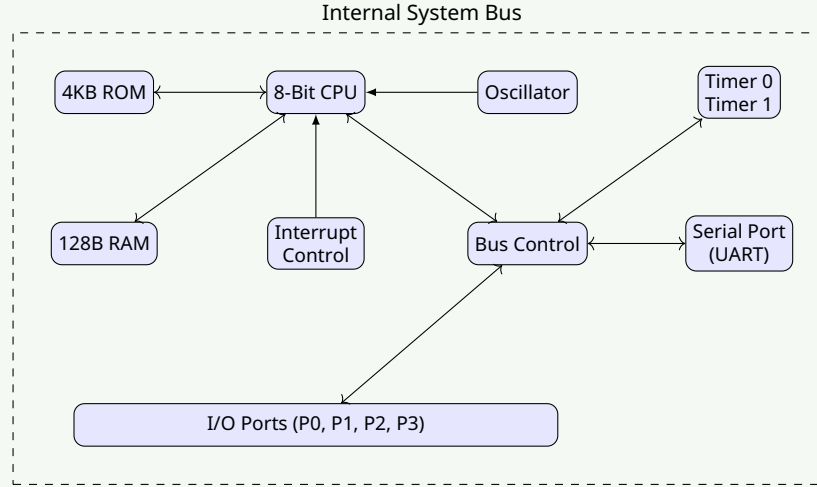 Internal System Bus
4KB ROM
8-Bit CPU
Oscillator
Timer 0
Timer 1
128B RAM
Interrupt
Control
Bus Control
Serial Port
(UART)
I/O Ports (P0, P1, P2, P3)